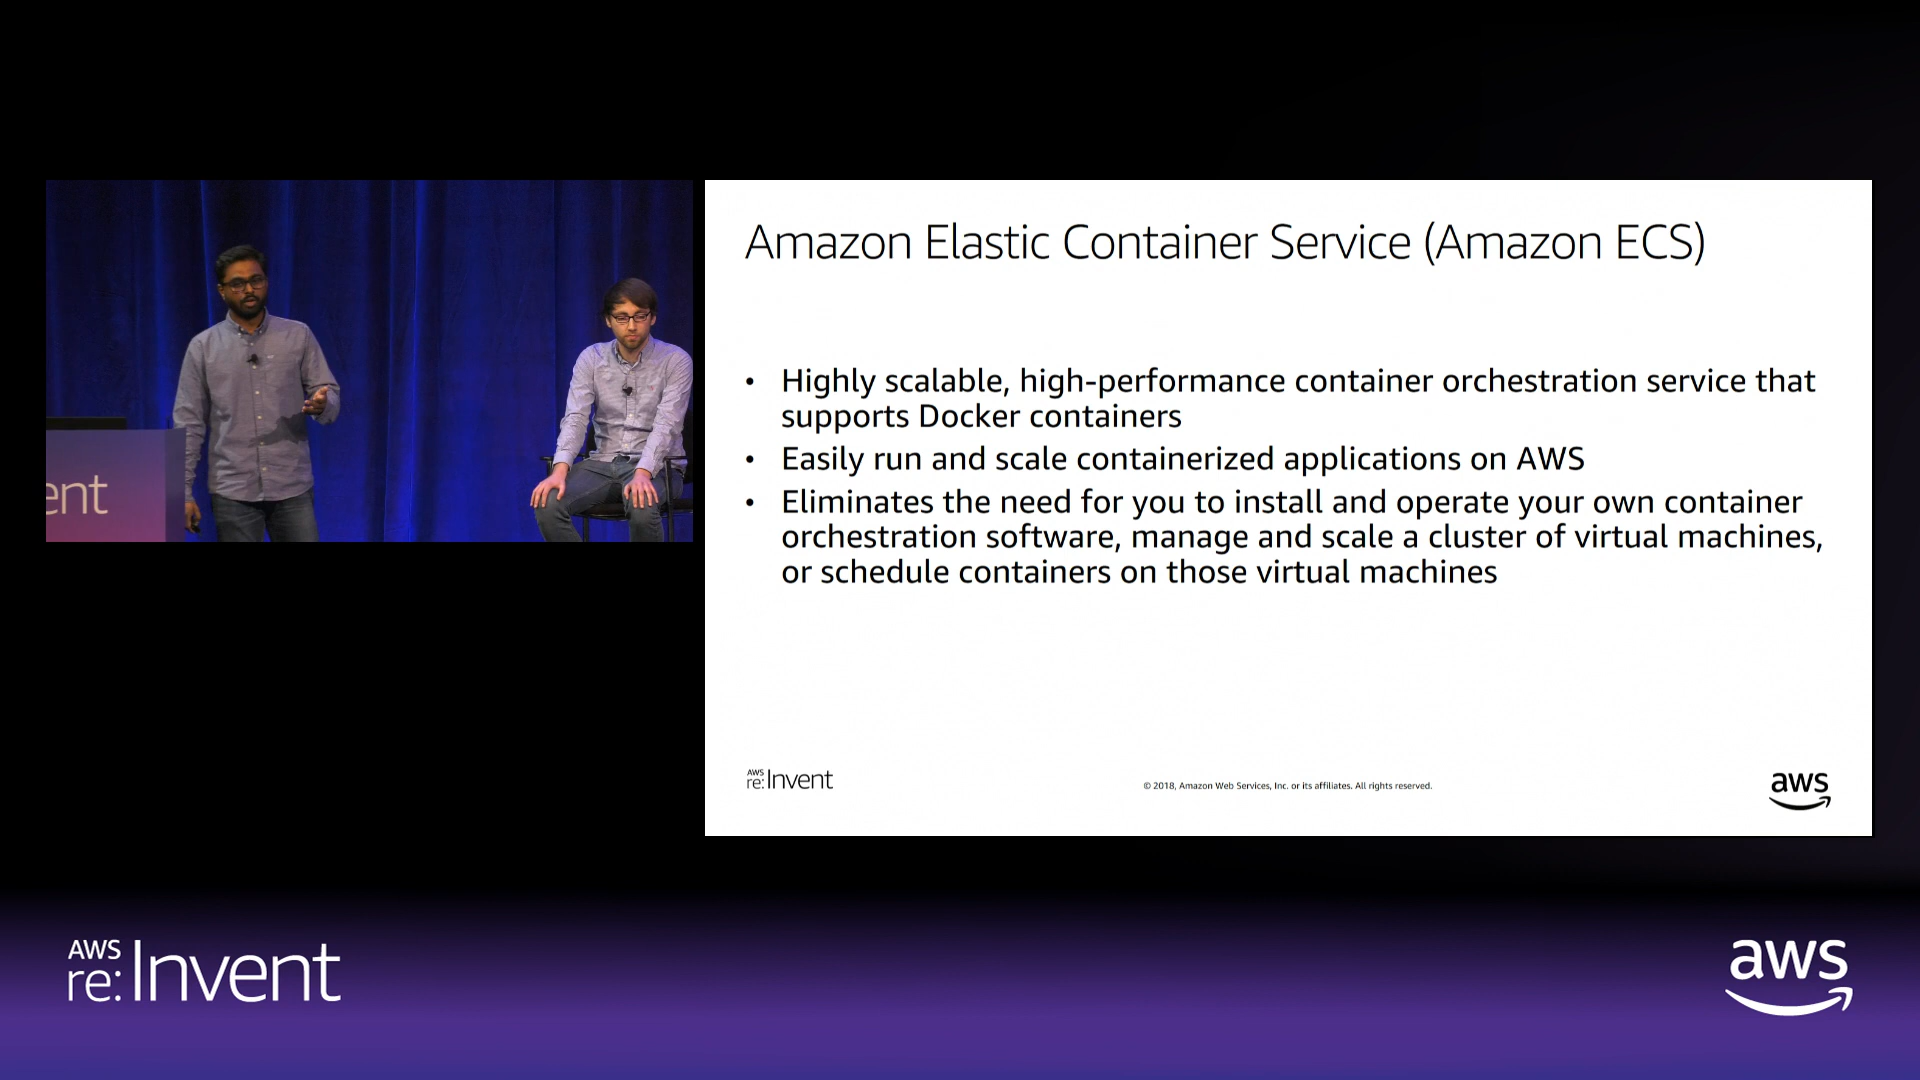 ent
Amazon Elastic Container Service (Amazon ECS)
• Highly scalable, high-performance container orchestration service that
supports Docker containers
• Easily run and scale containerized applications on AWS
• Eliminates the need for you to install and operate your own container
orchestration software, manage and scale a cluster of virtual machines,
or schedule containers on those virtual machines
AWS
re:Invent
© 2018, Amazon Web Services, Inc. or its affiliates. All rights reserved.
aws
AWS
re:Invent
aws